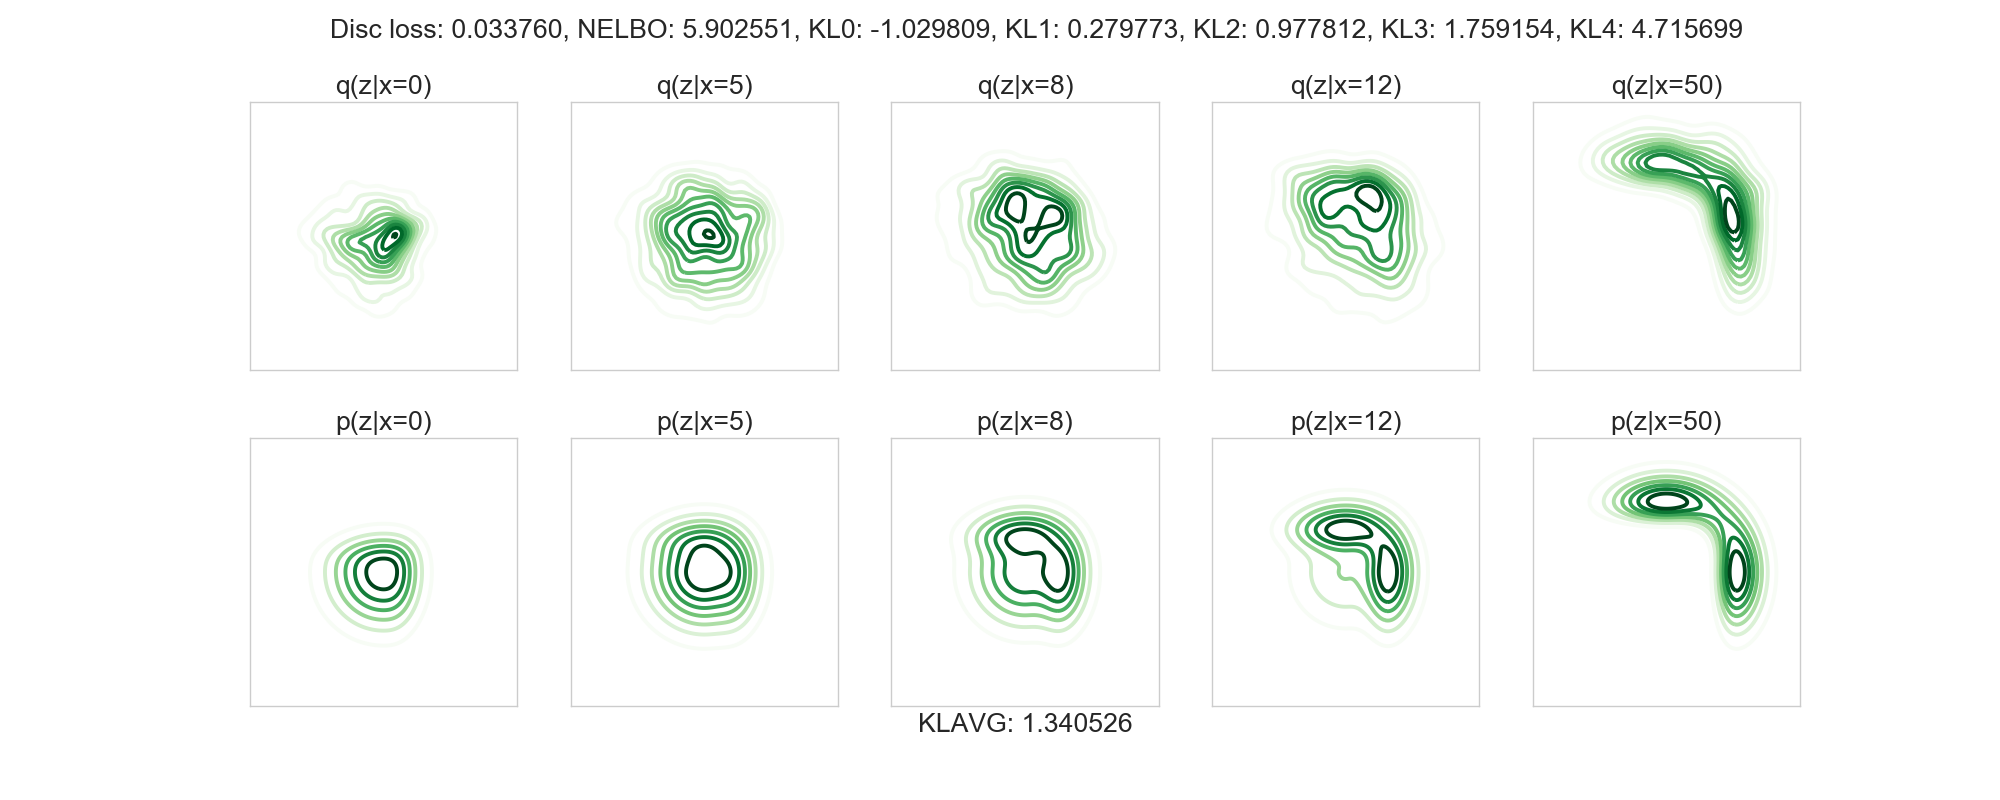 Disc loss: 0.033760, NELBO: 5.902551, KL0: -1.029809, KL1: 0.279773, KL2: 0.977812, KL3: 1.759154, KL4: 4.715699
q(z|x=0) q(z|x=5) q(z|x=8) q(z|x=12) q(z|x=50)
p(z|x=0) p(z|x=5) p(z|x=8) p(z|x=12) p(z|x=50)
KLAVG: 1.340526